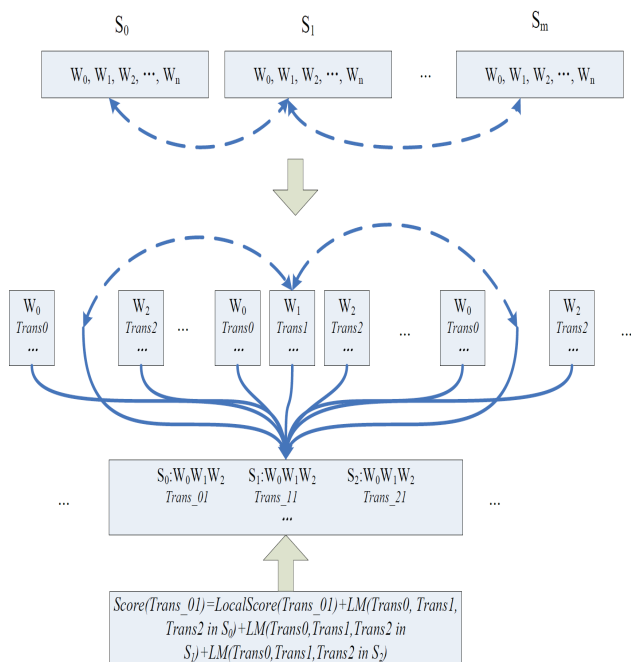 S0 S1 Sm
W0, W1, W2, ···, Wn W0, W1, W2, ···, Wn ... W0, W1, W2, ···, Wn
W0 W2 W0 W1 W2 W0 W2
Trans0 Trans2 ... Trans0 Trans1 Trans2 ... Trans0 Trans2 ...
... ... ... ... ... ... ...
S0:W0W1W2 S1:W0W1W2 S2:W0W1W2
... Trans_01 Trans_11 Trans_21 ...
...
Score(Trans_01)=LocalScore(Trans_01)+LM(Trans0, Trans1,
Trans2 in S0)+LM(Trans0,Trans1,Trans2 in
S1)+LM(Trans0,Trans1,Trans2 in S2)